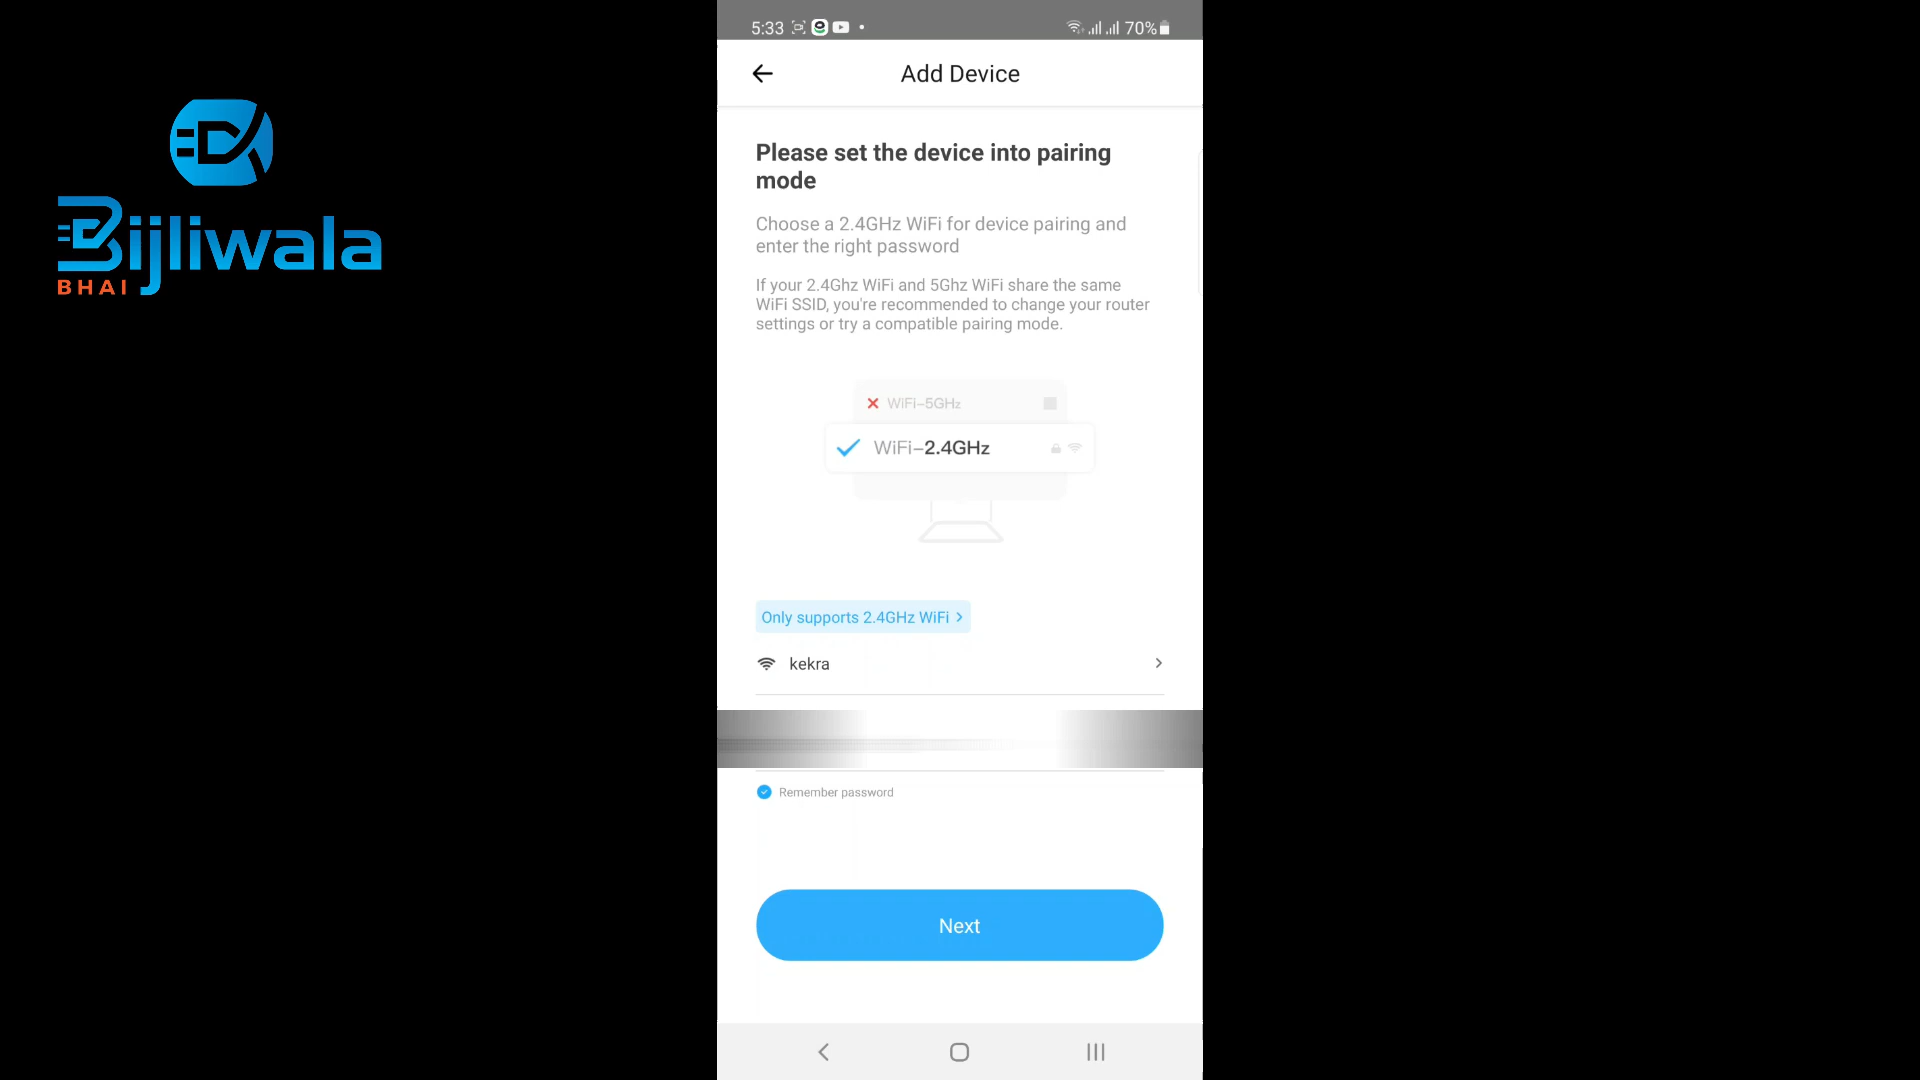 5:33
70%
Add Device
Bijliwala
BHAI
Please set the device into pairing
mode
Choose a 2.4GHz WiFi for device pairing and
enter the right password
If your 2.4Ghz WiFi and 5Ghz WiFi share the same
WiFi SSID, you're recommended to change your router
settings or try a compatible pairing mode.
WiFi-5GHz
WiFi-2.4GHz
Only supports 2.4GHz WiFi >
kekra
Remember password
Next